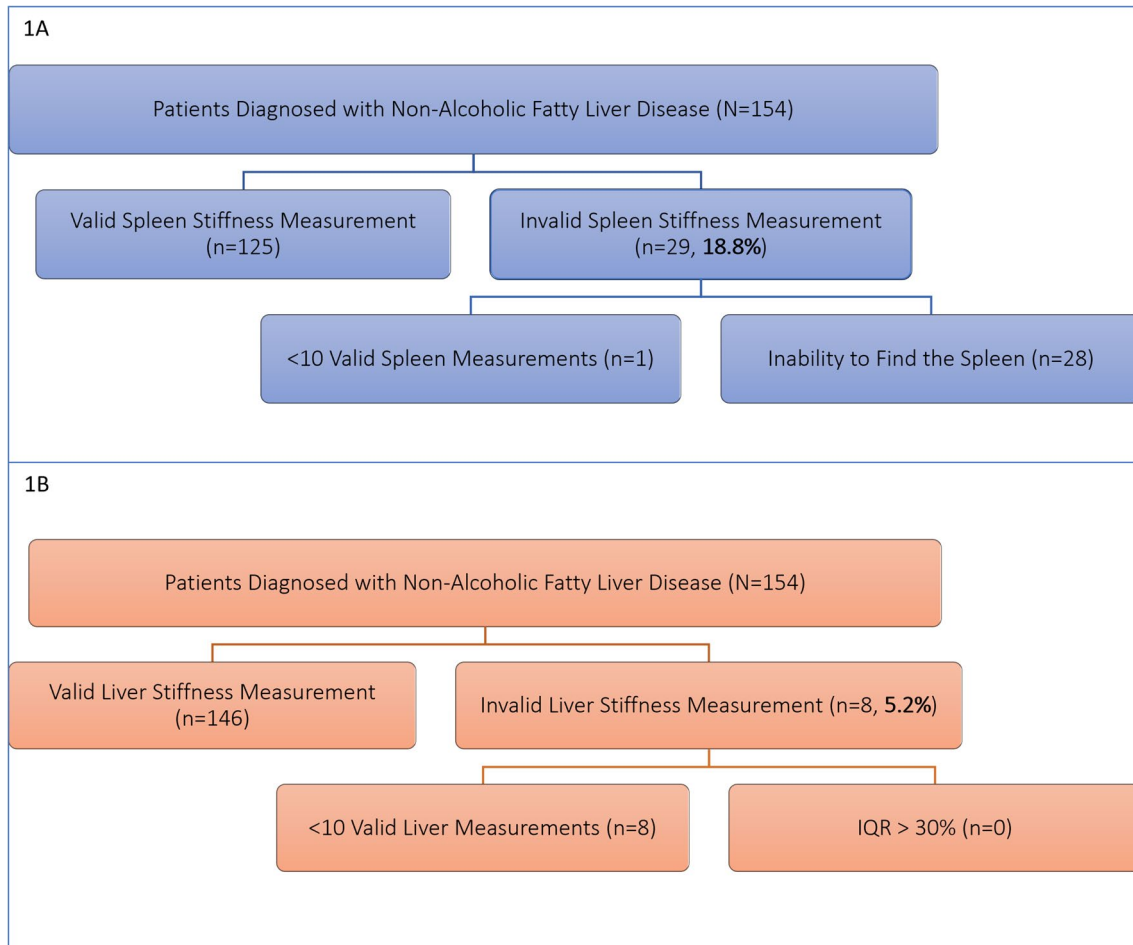 1A
Patients Diagnosed with Non-Alcoholic Fatty Liver Disease (N=154)
Valid Spleen Stiffness Measurement
(n=125)
Invalid Spleen Stiffness Measurement
(n=29, 18.8%)
<10 Valid Spleen Measurements (n=1)
Inability to Find the Spleen (n=28)
1B
Patients Diagnosed with Non-Alcoholic Fatty Liver Disease (N=154)
Valid Liver Stiffness Measurement
(n=146)
Invalid Liver Stiffness Measurement (n=8, 5.2%)
<10 Valid Liver Measurements (n=8)
IQR > 30% (n=0)